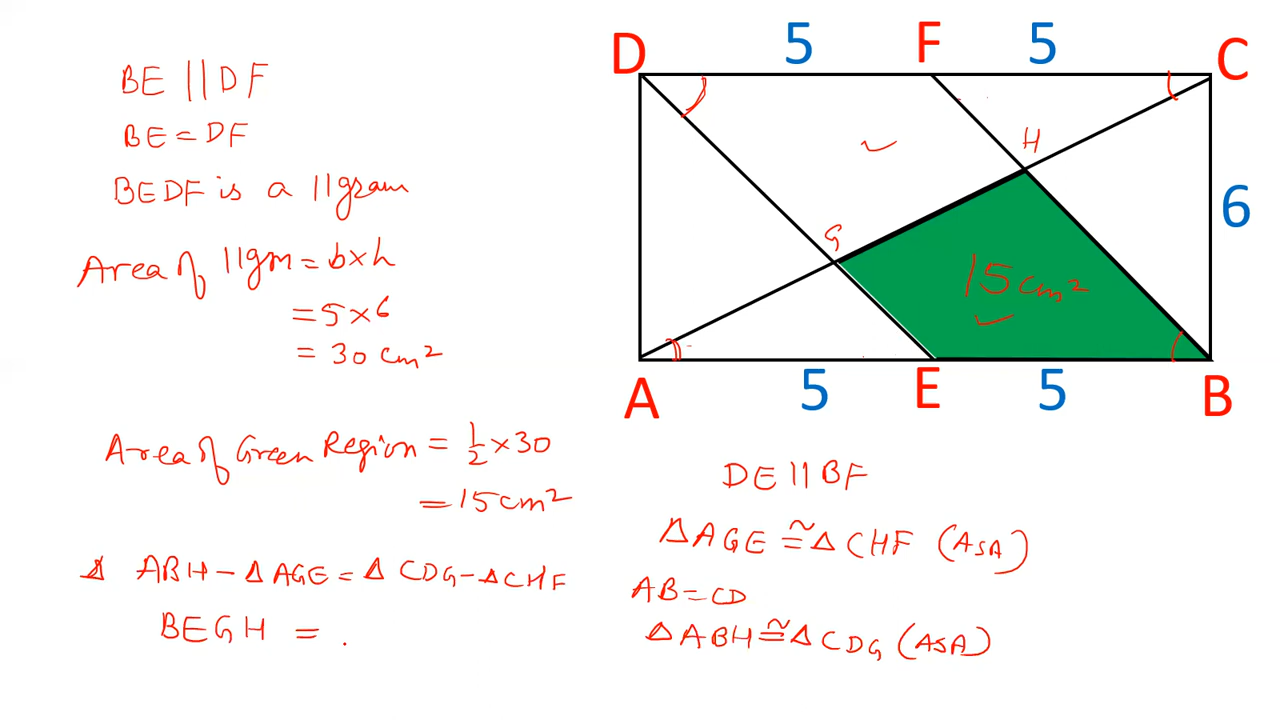 BE || DF
BE = DF
BEDF is a ||gram
Area of ||gm = b×h
= 5×6
= 30 cm²
Area of Green Region = 1/2 × 30
= 15 cm²
Δ ABH - Δ AGE = Δ CDG - Δ CHF
BEGH = .
D 5 F 5 C
H
6
G
15 cm²
A 5 E 5 B
DE || BF
Δ AGE ≅ Δ CHF (ASA)
AB = CD
Δ ABH ≅ Δ CDG (ASA)